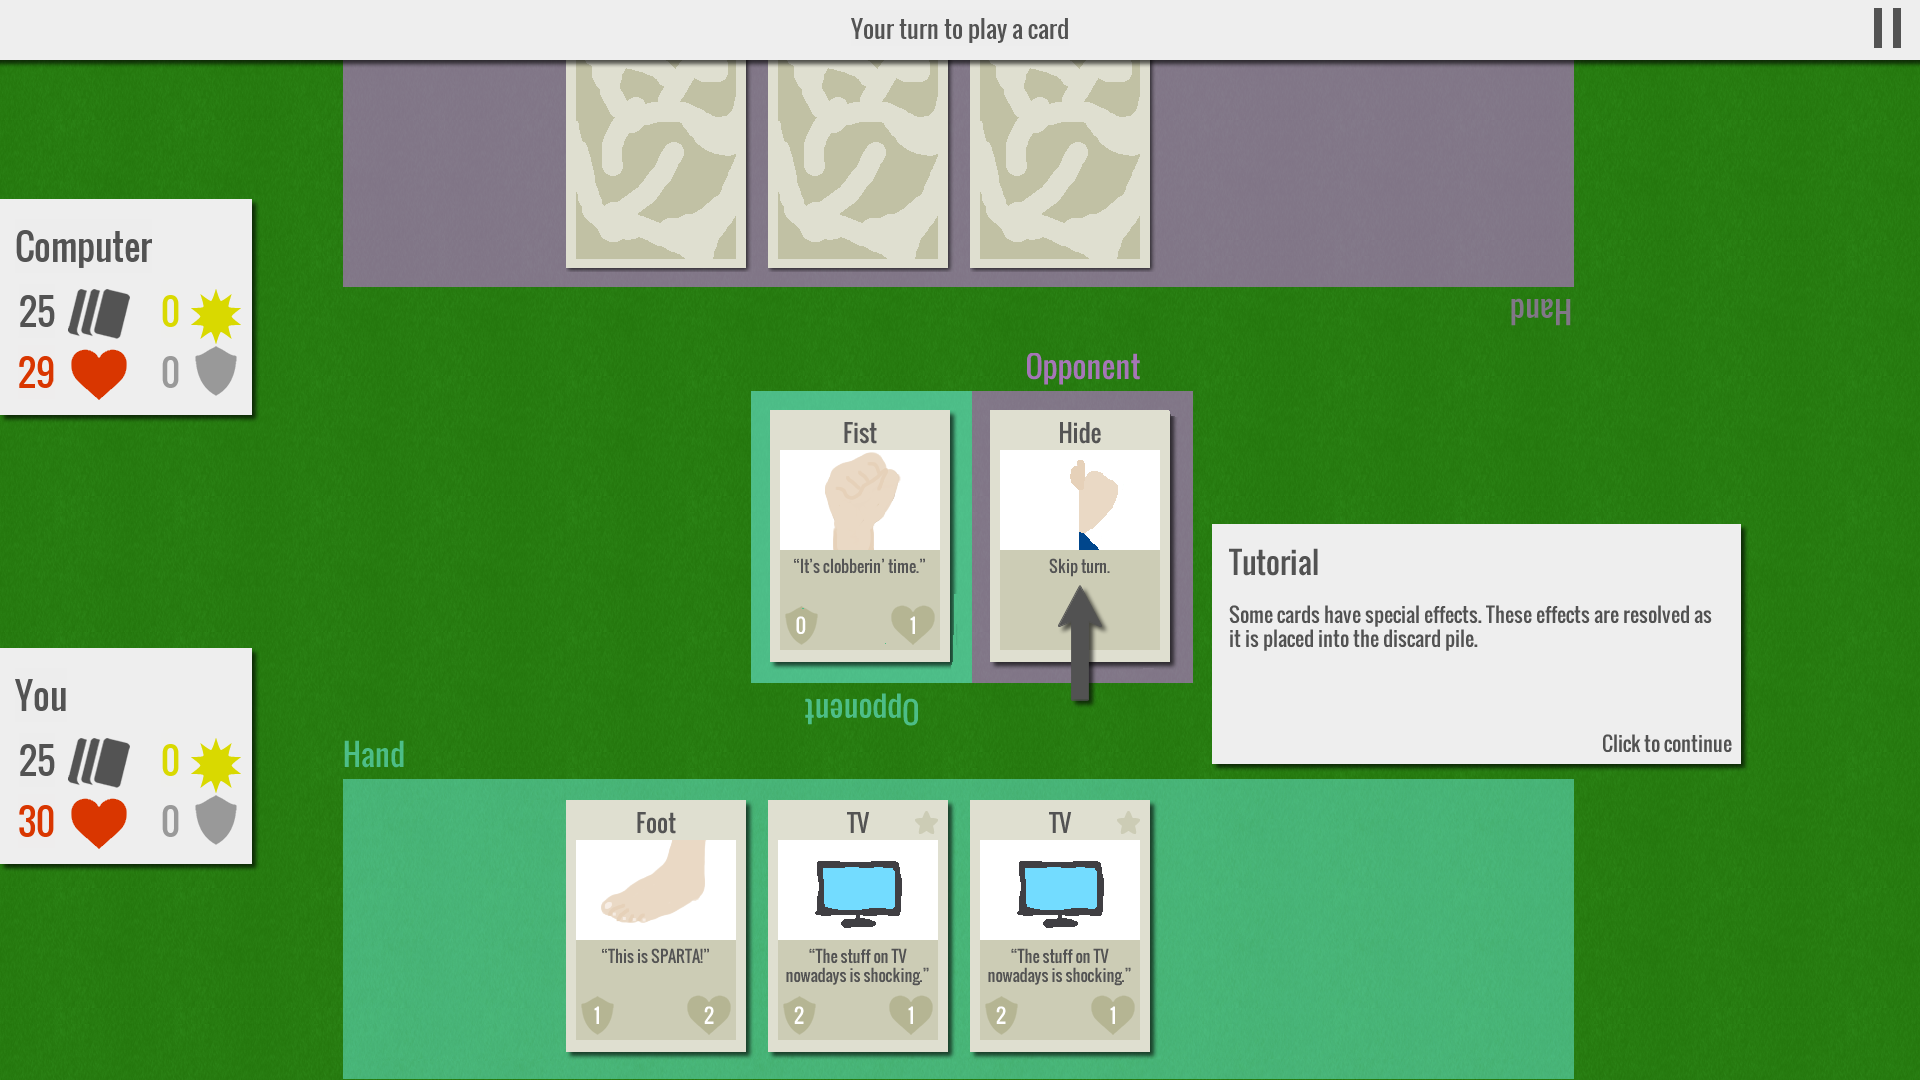 Your turn to play a card
Computer
25 0
29 0
Hand
Opponent
Fist
“It's clobberin' time.”
0 1
Hide
Skip turn.
Opponent
Tutorial
Some cards have special effects. These effects are resolved as
it is placed into the discard pile.
Click to continue
You
25 0
30 0
Hand
Foot
“This is SPARTA!”
1 2
TV
“The stuff on TV
nowadays is shocking.”
2 1
TV
“The stuff on TV
nowadays is shocking.”
2 1